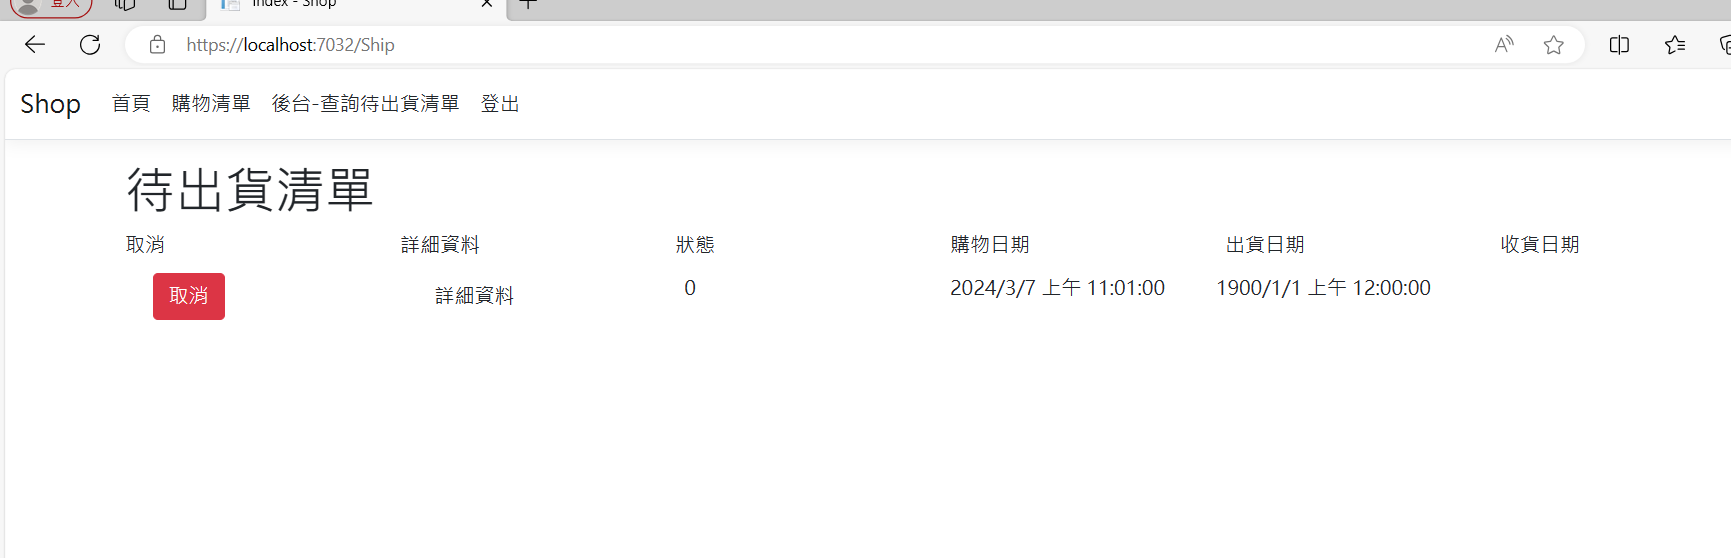 登入
Index - Shop
https://localhost:7032/Ship
Shop 首頁 購物清單 後台-查詢待出貨清單 登出
待出貨清單
取消 詳細資料 狀態 購物日期 出貨日期 收貨日期
取消 詳細資料 0 2024/3/7 上午 11:01:00 1900/1/1 上午 12:00:00